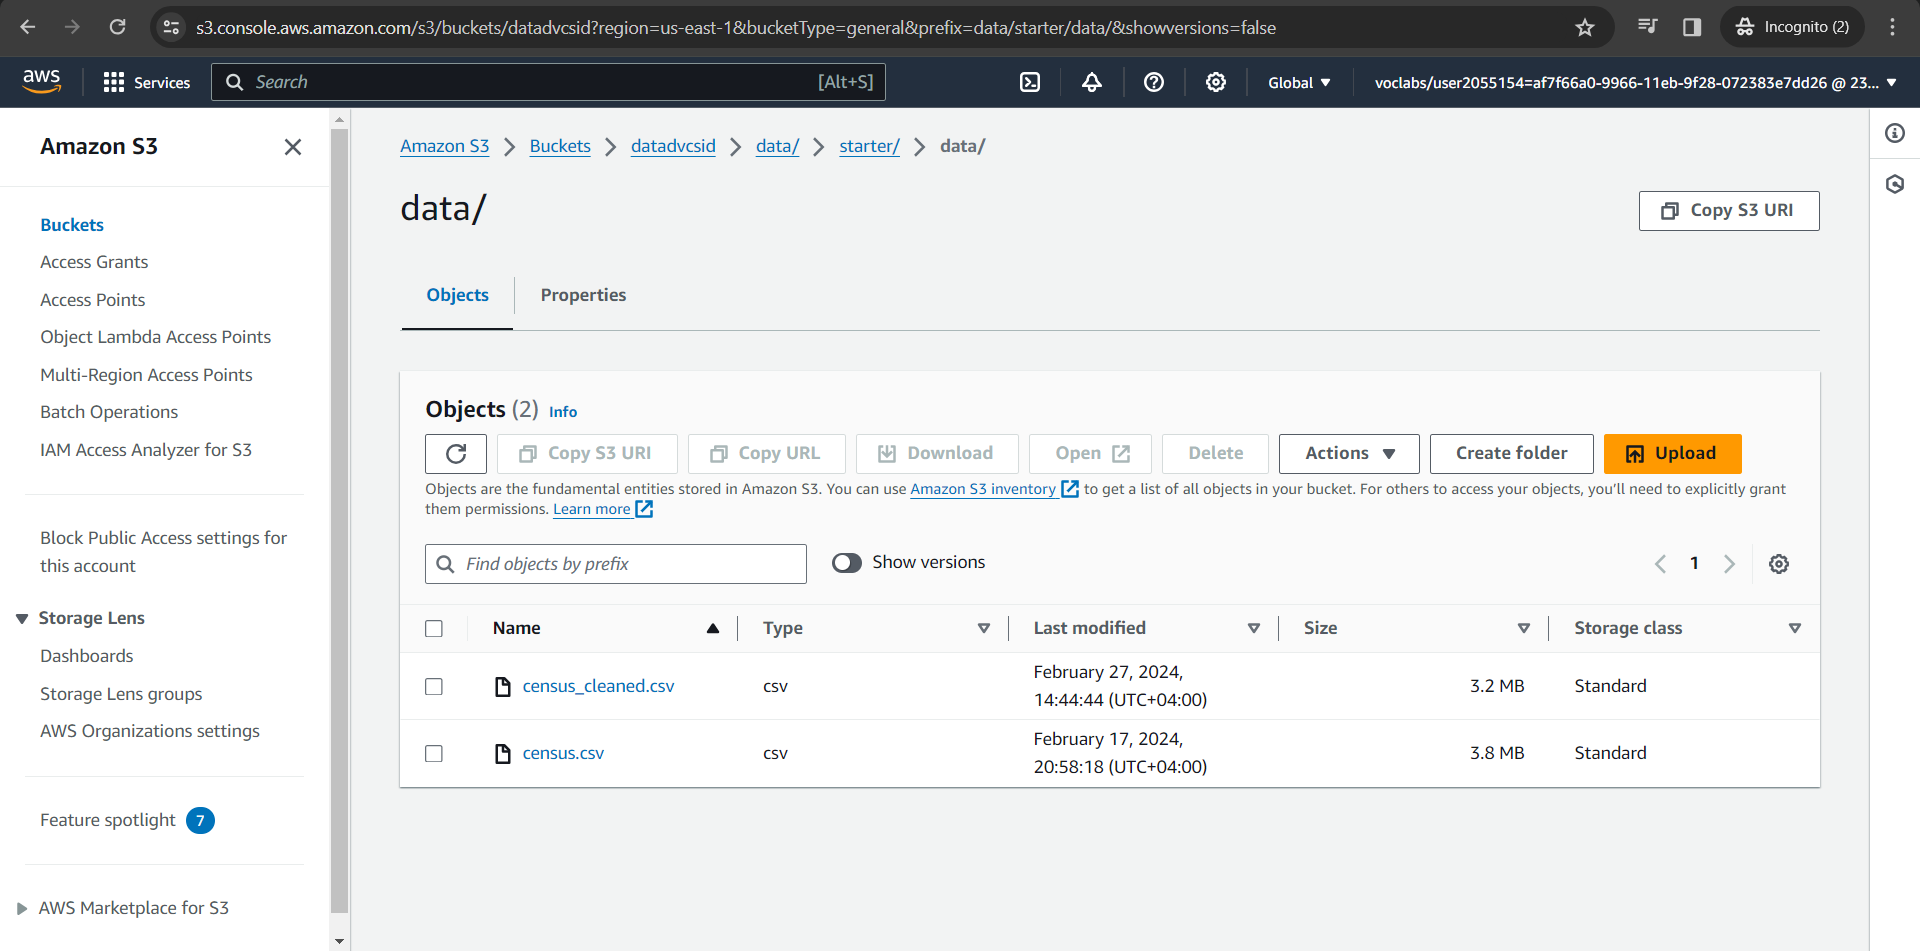 s3.console.aws.amazon.com/s3/buckets/datadvcsid?region=us-east-1&bucketType=general&prefix=data/starter/data/&showversions=false
Incognito (2)
aws
Services
Search
[Alt+S]
Global
voclabs/user2055154=af7f66a0-9966-11eb-9f28-072383e7dd26 @ 23...
Amazon S3
Buckets
Access Grants
Access Points
Object Lambda Access Points
Multi-Region Access Points
Batch Operations
IAM Access Analyzer for S3
Block Public Access settings for
this account
Storage Lens
Dashboards
Storage Lens groups
AWS Organizations settings
Feature spotlight 7
AWS Marketplace for S3
Amazon S3 > Buckets > datadvcsid > data/ > starter/ > data/
data/
Copy S3 URI
Objects
Properties
Objects (2) Info
Copy S3 URI
Copy URL
Download
Open
Delete
Actions
Create folder
Upload
Objects are the fundamental entities stored in Amazon S3. You can use Amazon S3 inventory to get a list of all objects in your bucket. For others to access your objects, you'll need to explicitly grant
them permissions. Learn more
Find objects by prefix
Show versions
1
Name Type Last modified Size Storage class
census_cleaned.csv csv February 27, 2024, 3.2 MB Standard
14:44:44 (UTC+04:00)
census.csv csv February 17, 2024, 3.8 MB Standard
20:58:18 (UTC+04:00)